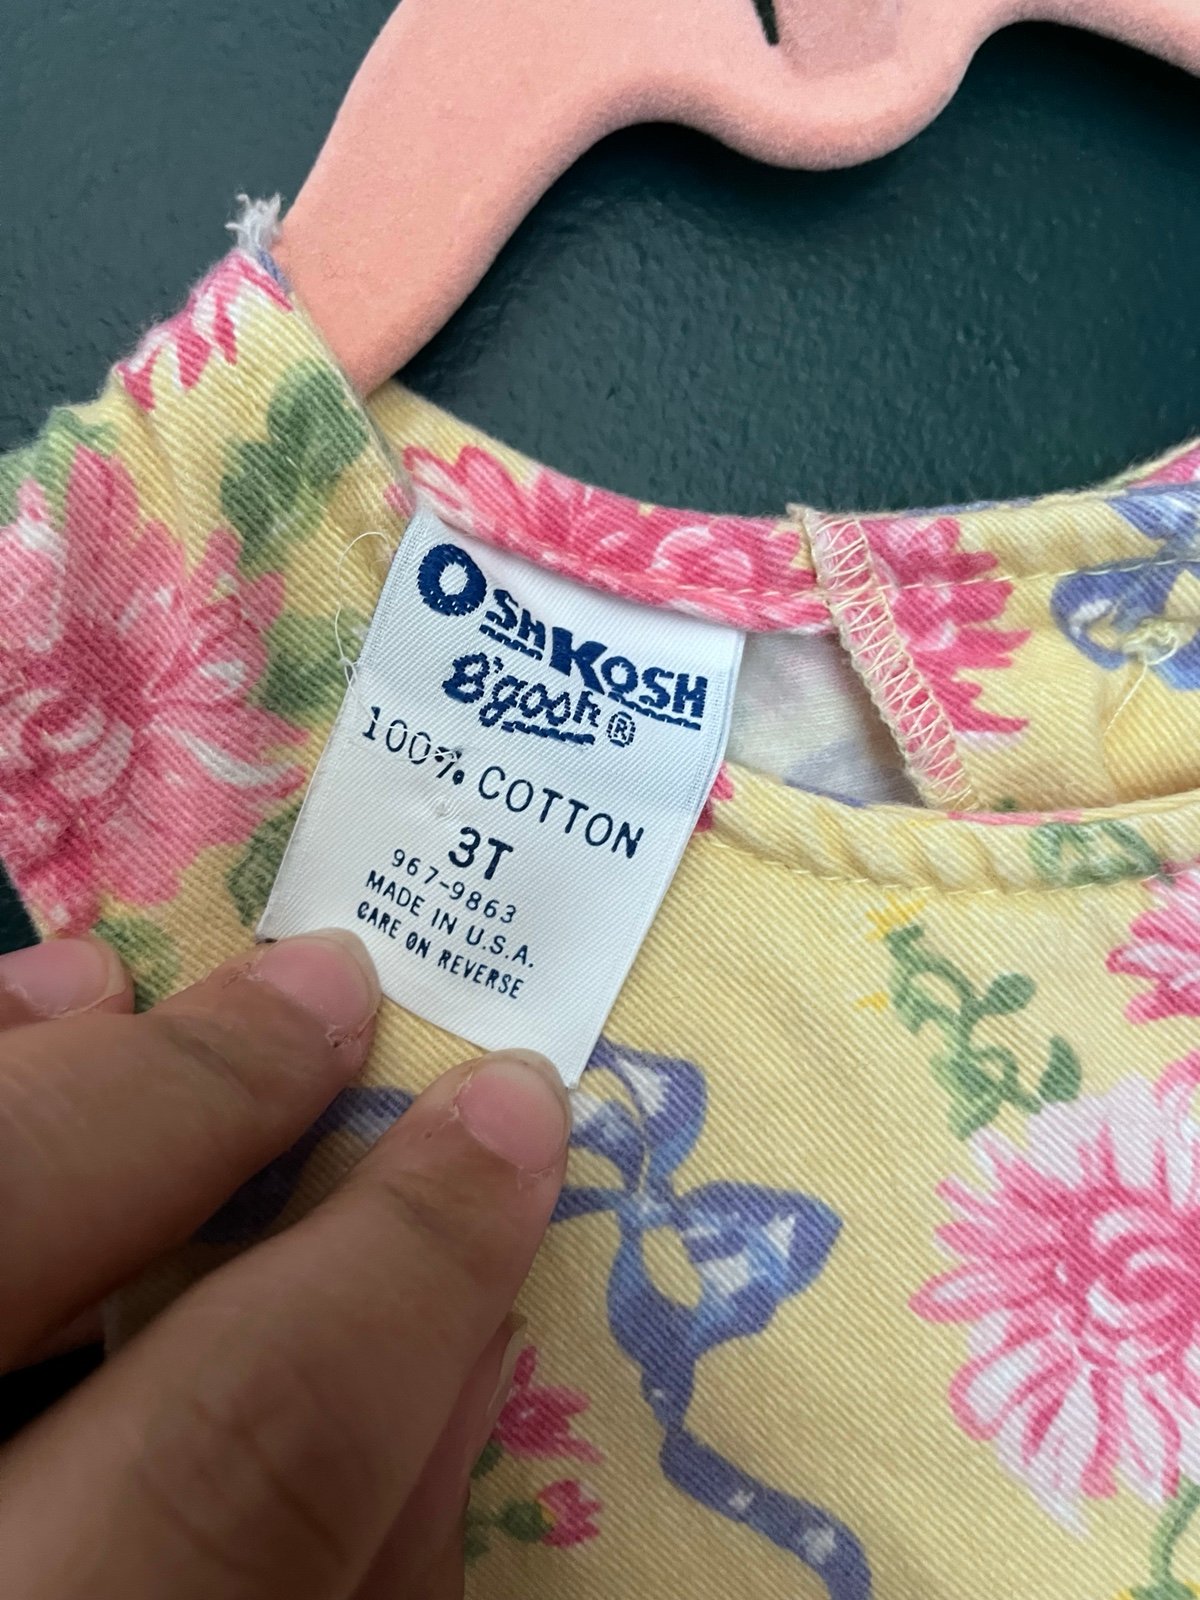 OSHKOSH
B'gosh®
100% COTTON
3T
967-9863
MADE IN U.S.A.
CARE ON REVERSE